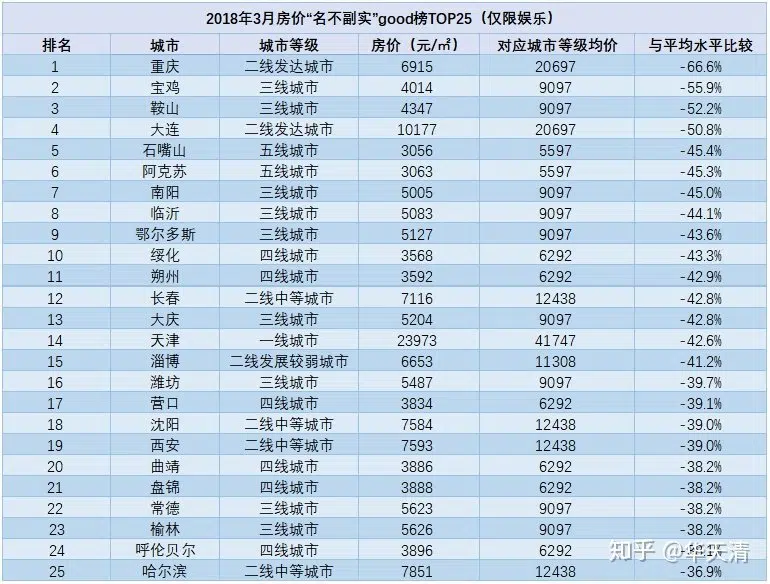 2018年3月房价“名不副实”good榜TOP25（仅限娱乐）
排名 城市 城市等级 房价（元/㎡） 对应城市等级均价 与平均水平比较
1 重庆 二线发达城市 6915 20697 -66.6%
2 宝鸡 三线城市 4014 9097 -55.9%
3 鞍山 三线城市 4347 9097 -52.2%
4 大连 二线发达城市 10177 20697 -50.8%
5 石嘴山 五线城市 3056 5597 -45.4%
6 阿克苏 五线城市 3063 5597 -45.3%
7 南阳 三线城市 5005 9097 -45.0%
8 临沂 三线城市 5083 9097 -44.1%
9 鄂尔多斯 三线城市 5127 9097 -43.6%
10 绥化 四线城市 3568 6292 -43.3%
11 朔州 四线城市 3592 6292 -42.9%
12 长春 二线中等城市 7116 12438 -42.8%
13 大庆 三线城市 5204 9097 -42.8%
14 天津 一线城市 23973 41747 -42.6%
15 淄博 二线发展较弱城市 6653 11308 -41.2%
16 潍坊 三线城市 5487 9097 -39.7%
17 营口 四线城市 3834 6292 -39.1%
18 沈阳 二线中等城市 7584 12438 -39.0%
19 西安 二线中等城市 7593 12438 -39.0%
20 曲靖 四线城市 3886 6292 -38.2%
21 盘锦 四线城市 3888 6292 -38.2%
22 常德 三线城市 5623 9097 -38.2%
23 榆林 三线城市 5626 9097 -38.2%
24 呼伦贝尔 四线城市 3896 6292
25 哈尔滨 二线中等城市 7851 12438 -36.9%
知乎